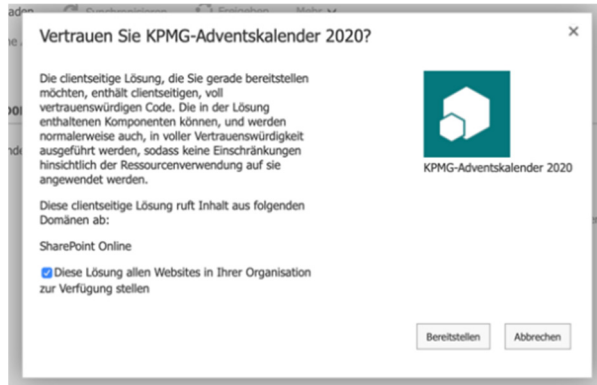 Synchronisieren Freigeben Mehr
Vertrauen Sie KPMG-Adventskalender 2020?
Die clientseitige Lösung, die Sie gerade bereitstellen
möchten, enthält clientseitigen, voll
vertrauenswürdigen Code. Die in der Lösung
enthaltenen Komponenten können, und werden
normalerweise auch, in voller Vertrauenswürdigkeit
ausgeführt werden, sodass keine Einschränkungen
hinsichtlich der Ressourcenverwendung auf sie
angewendet werden.
KPMG-Adventskalender 2020
Diese clientseitige Lösung ruft Inhalt aus folgenden
Domänen ab:
SharePoint Online
Diese Lösung allen Websites in Ihrer Organisation
zur Verfügung stellen
Bereitstellen Abbrechen